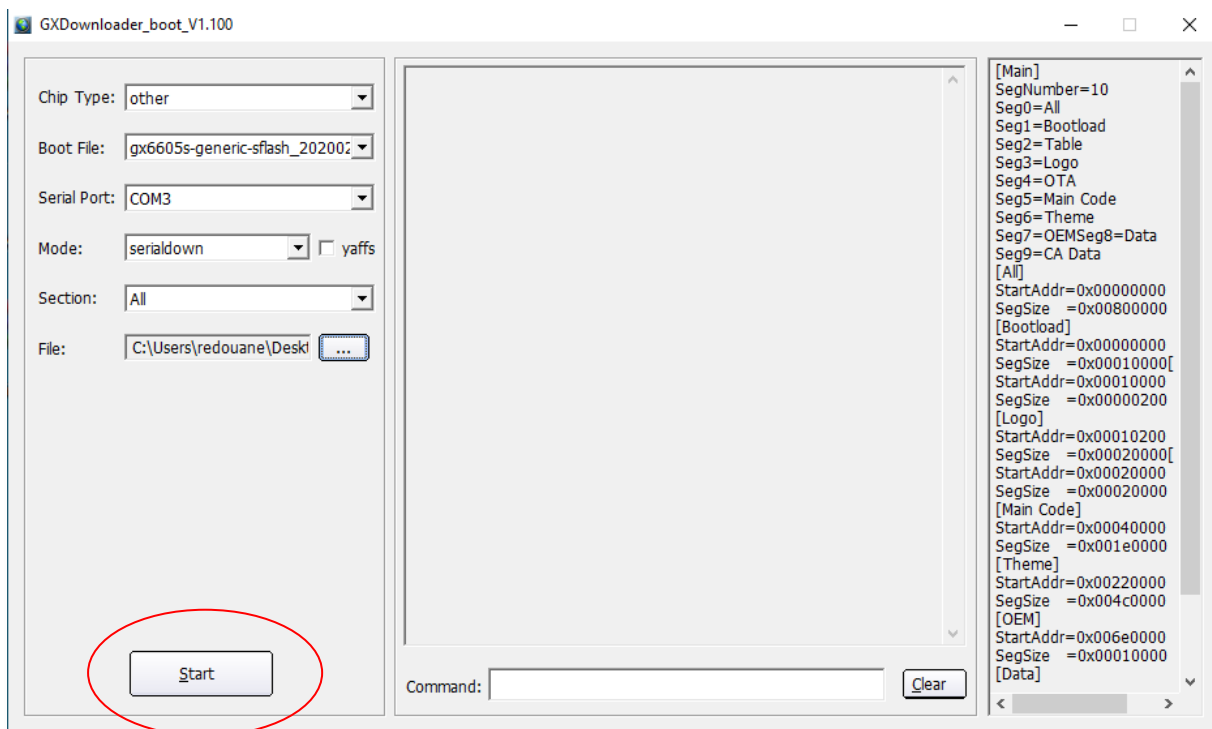 GXDownloader_boot_V1.100
Chip Type: other
Boot File: gx6605s-generic-sflash_202002
Serial Port: COM3
Mode: serialdown yaffs
Section: All
File: C:\Users\redouane\Deskt ...
Start
Command:
Clear
[Main]
SegNumber=10
Seg0=All
Seg1=Bootload
Seg2=Table
Seg3=Logo
Seg4=OTA
Seg5=Main Code
Seg6=Theme
Seg7=OEMSeg8=Data
Seg9=CA Data
[All]
StartAddr=0x00000000
SegSize =0x00800000
[Bootload]
StartAddr=0x00000000
SegSize =0x00010000[
StartAddr=0x00010000
SegSize =0x00000200
[Logo]
StartAddr=0x00010200
SegSize =0x00020000[
StartAddr=0x00020000
SegSize =0x00020000
[Main Code]
StartAddr=0x00040000
SegSize =0x001e0000
[Theme]
StartAddr=0x00220000
SegSize =0x004c0000
[OEM]
StartAddr=0x006e0000
SegSize =0x00010000
[Data]